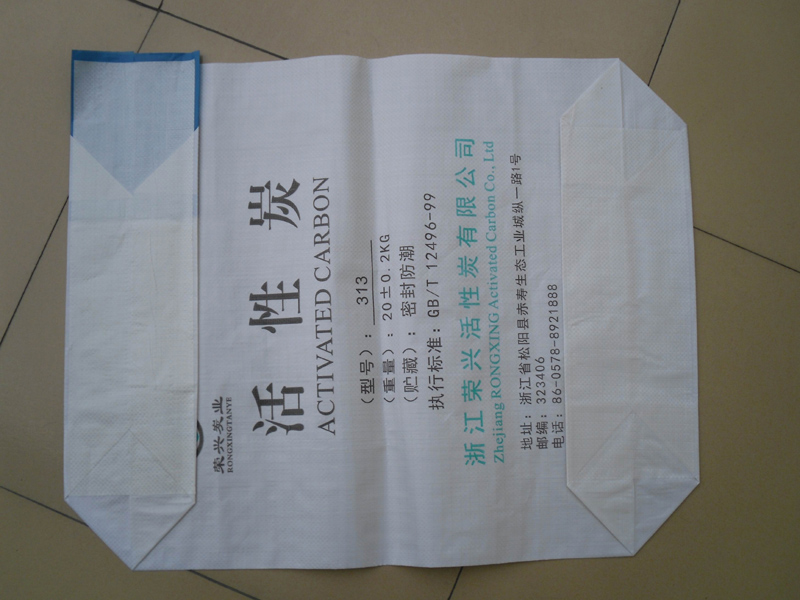 荣兴炭业
RONGXINGTANYE
活性炭
ACTIVATED CARBON
（型号）：313
（重量）：20±0.2KG
（贮藏）：密封防潮
执行标准：GB/T 12496-99
浙江荣兴活性炭有限公司
Zhejiang RONGXING Activated Carbon Co., Ltd
地址：浙江省松阳县赤寿生态工业城纵一路1号
邮编：323406
电话：86-0578-8921888